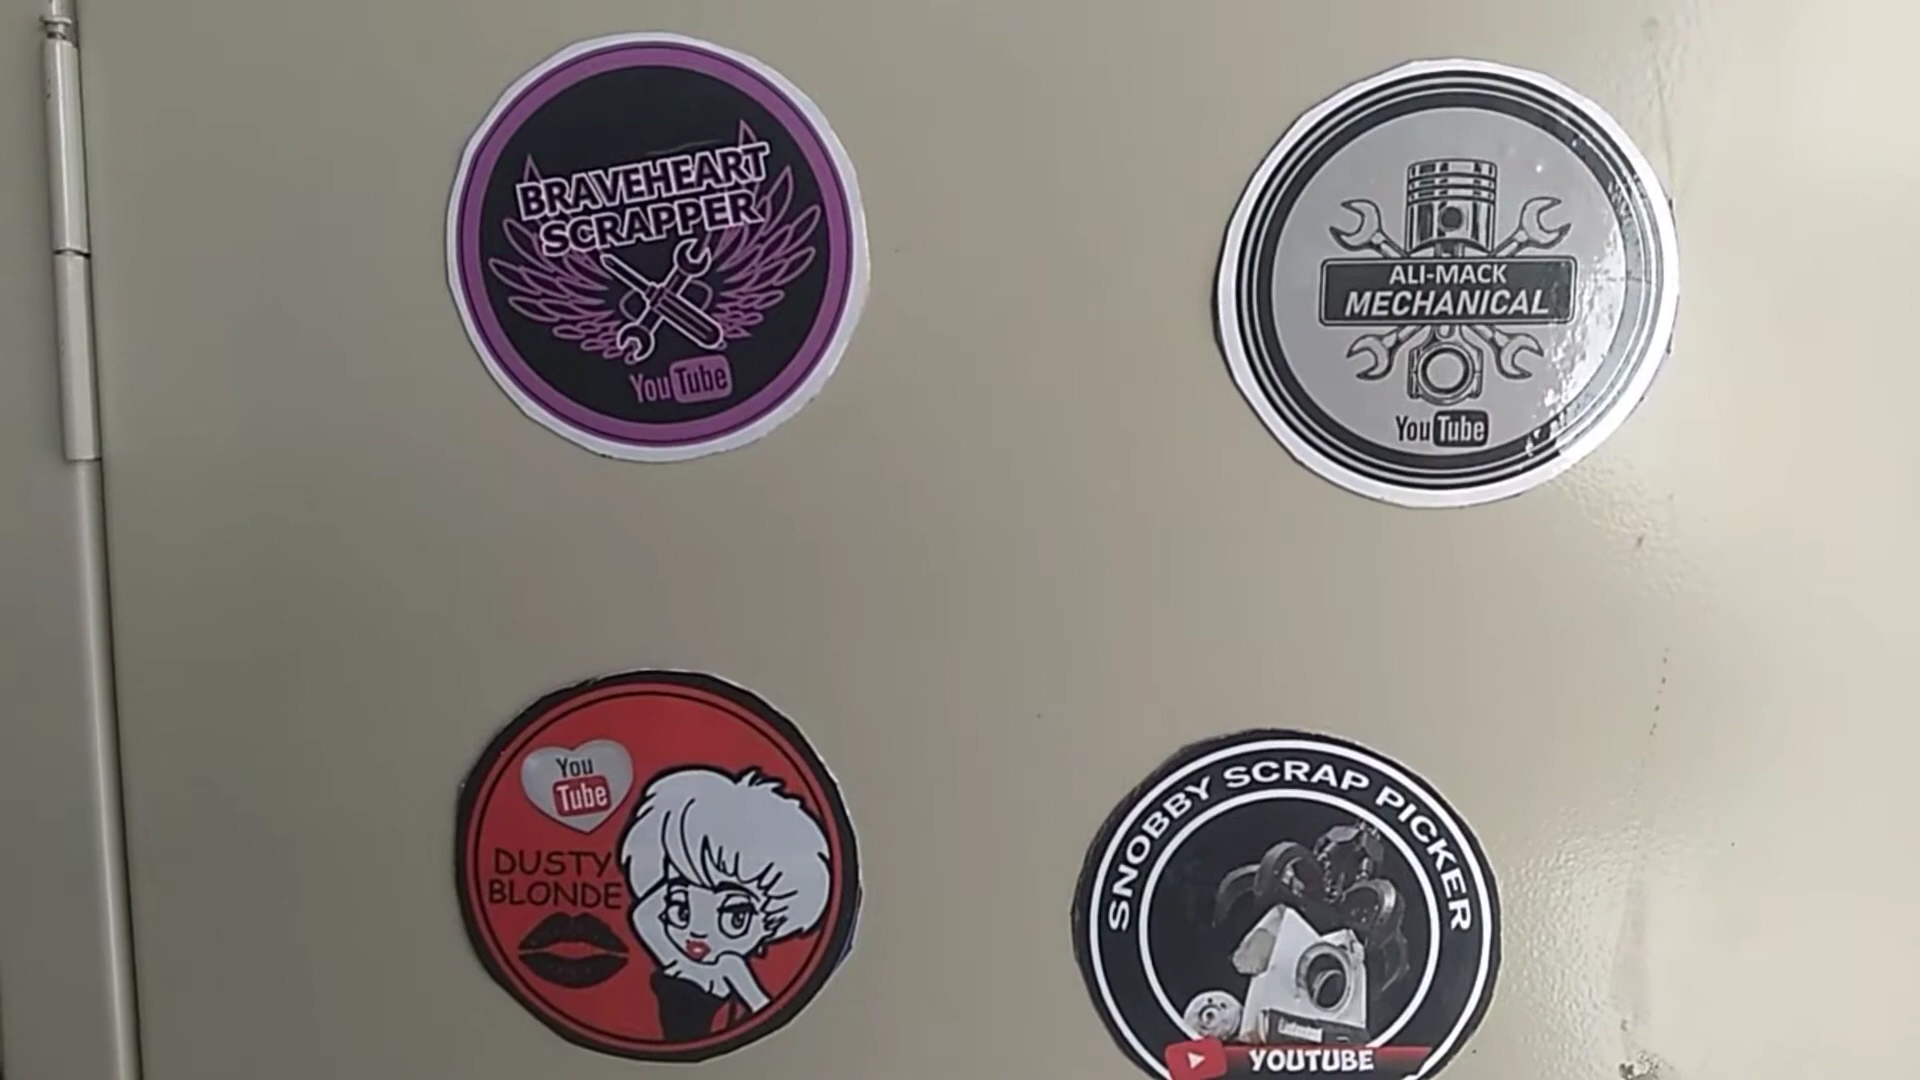 BRAVEHEART
SCRAPPER
YouTube
ALI-MACK
MECHANICAL
YouTube
You
Tube
DUSTY
BLONDE
SNOBBY SCRAP PICKER
YOUTUBE